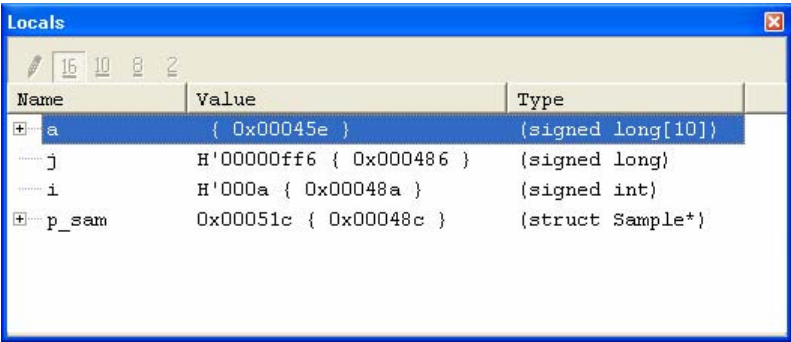 Locals
16 10 8 2
Name Value Type
a { 0x00045e } (signed long[10])
j H'00000ff6 { 0x000486 } (signed long)
i H'000a { 0x00048a } (signed int)
p_sam 0x00051c { 0x00048c } (struct Sample*)